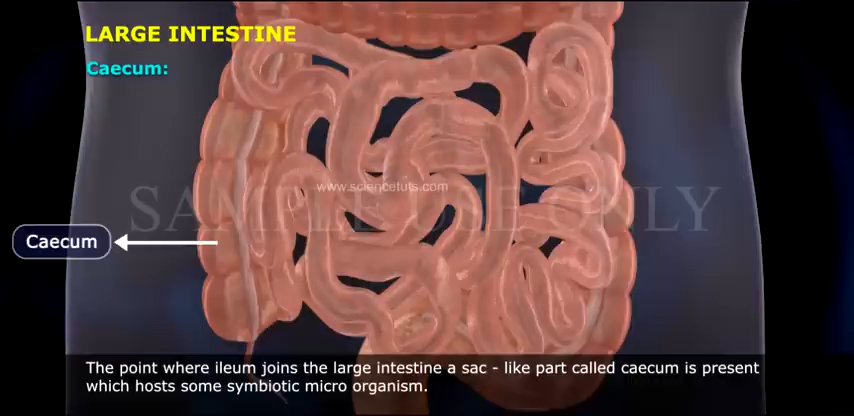 LARGE INTESTINE
Caecum:
www.sciencetuts.com
SAMPLE USE ONLY
Caecum
The point where ileum joins the large intestine a sac - like part called caecum is present
which hosts some symbiotic micro organism.